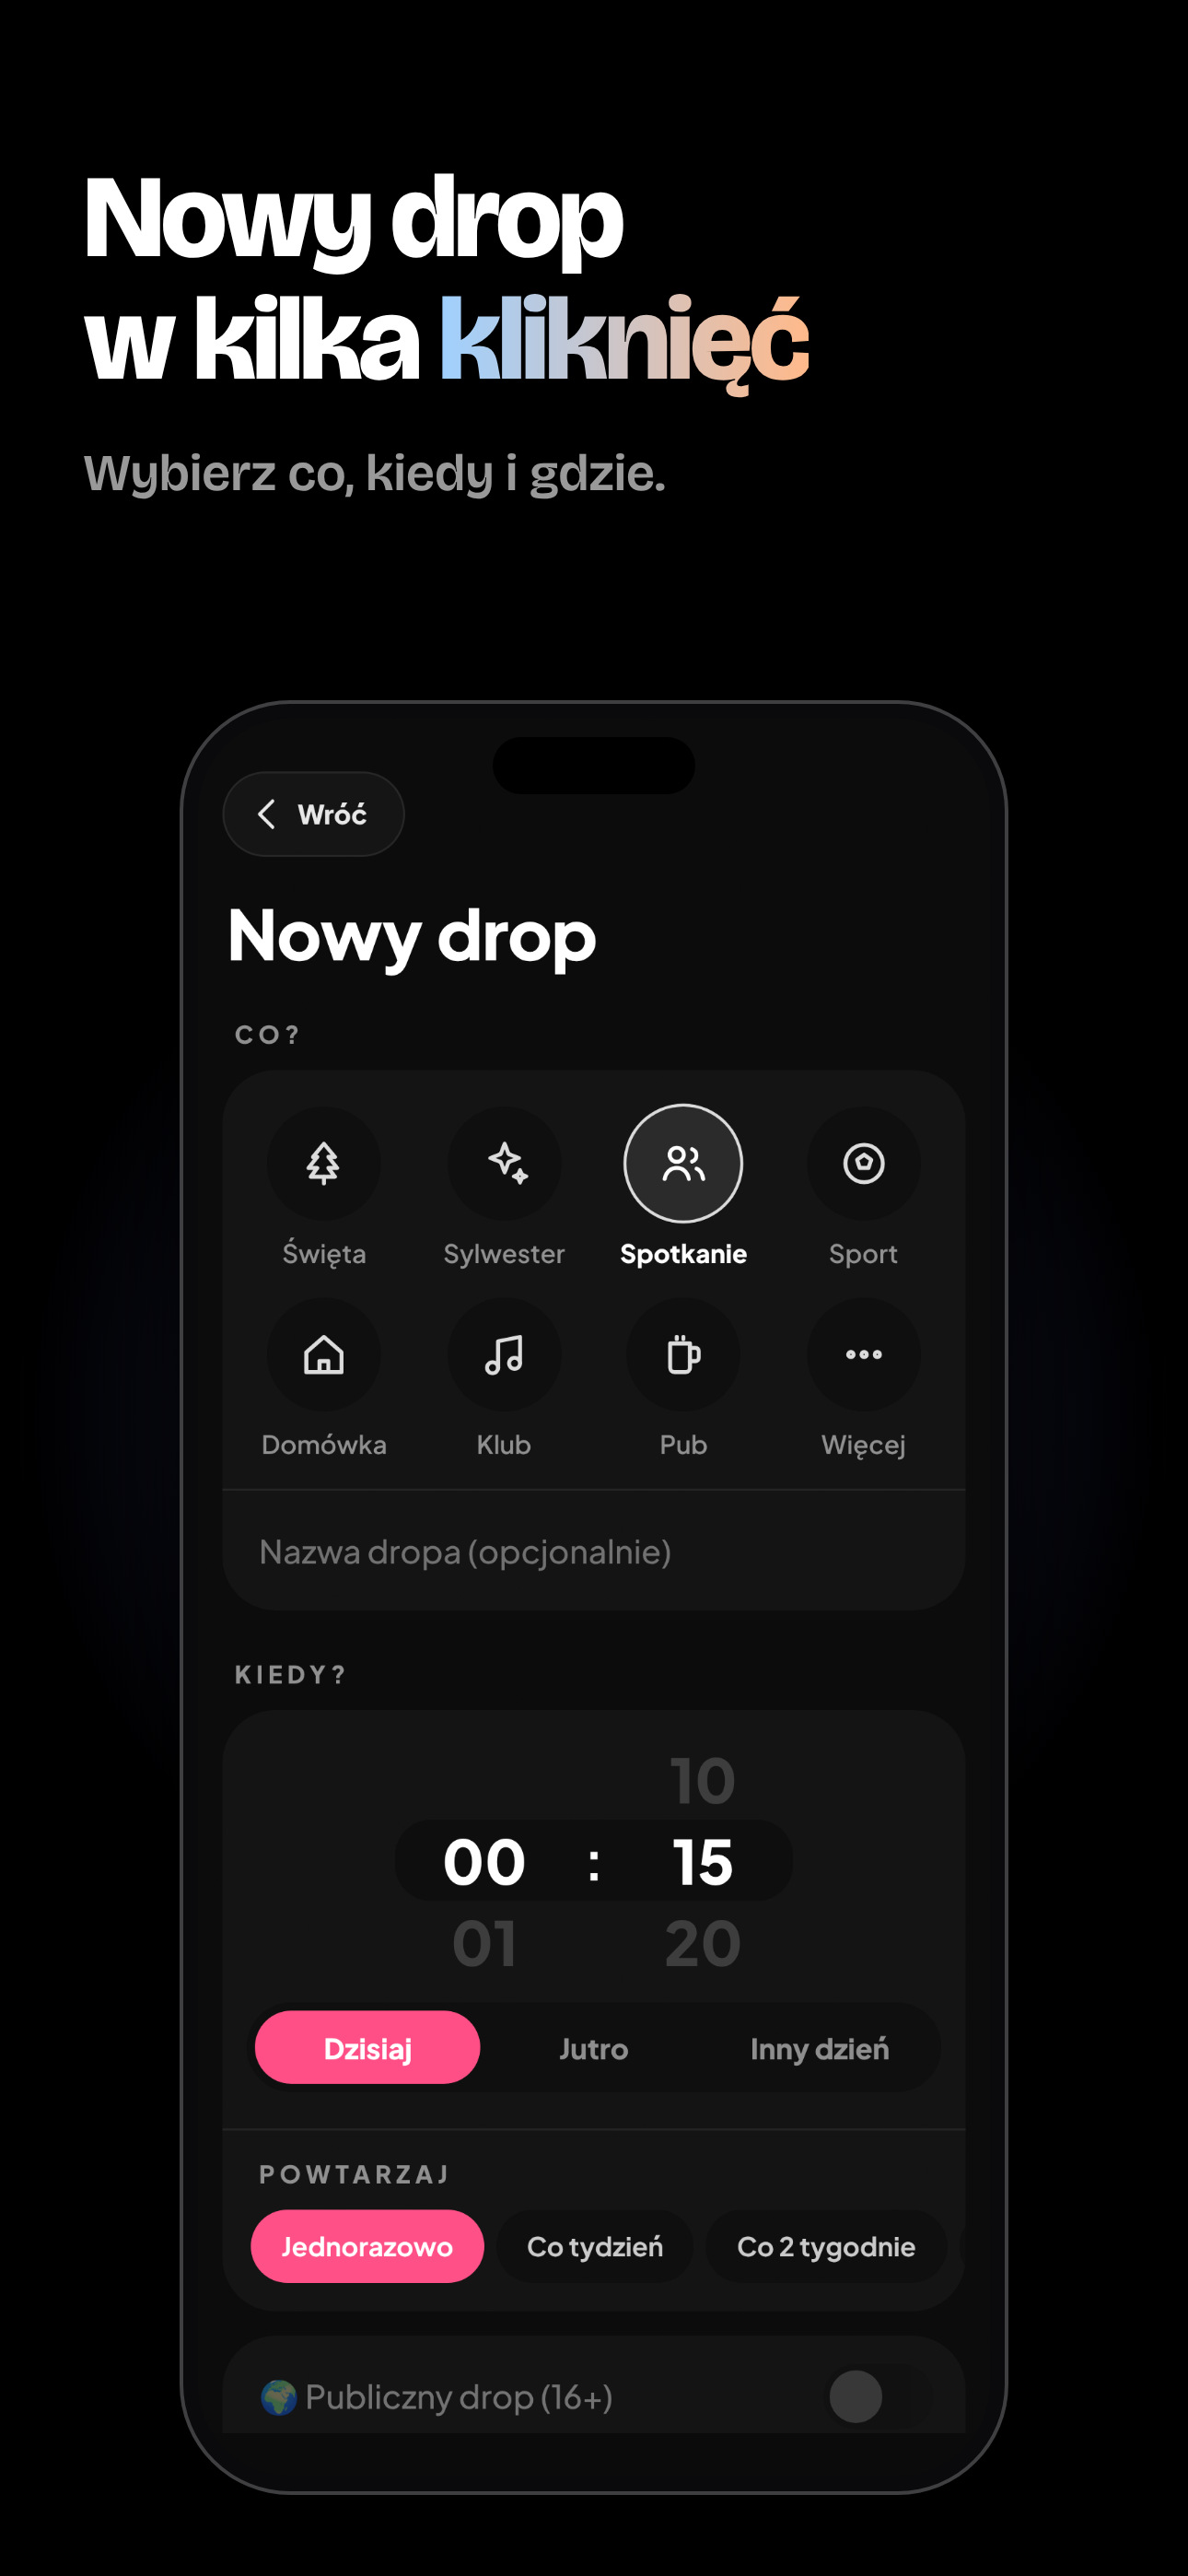 Nowy drop
w kilka kliknięć
Wybierz co, kiedy i gdzie.
Wróć
Nowy drop
CO?
Święta Sylwester Spotkanie Sport
Domówka Klub Pub Więcej
Nazwa dropa (opcjonalnie)
KIEDY?
10
00 : 15
01 20
Dzisiaj Jutro Inny dzień
POWTARZAJ
Jednorazowo Co tydzień Co 2 tygodnie
🌍 Publiczny drop (16+)